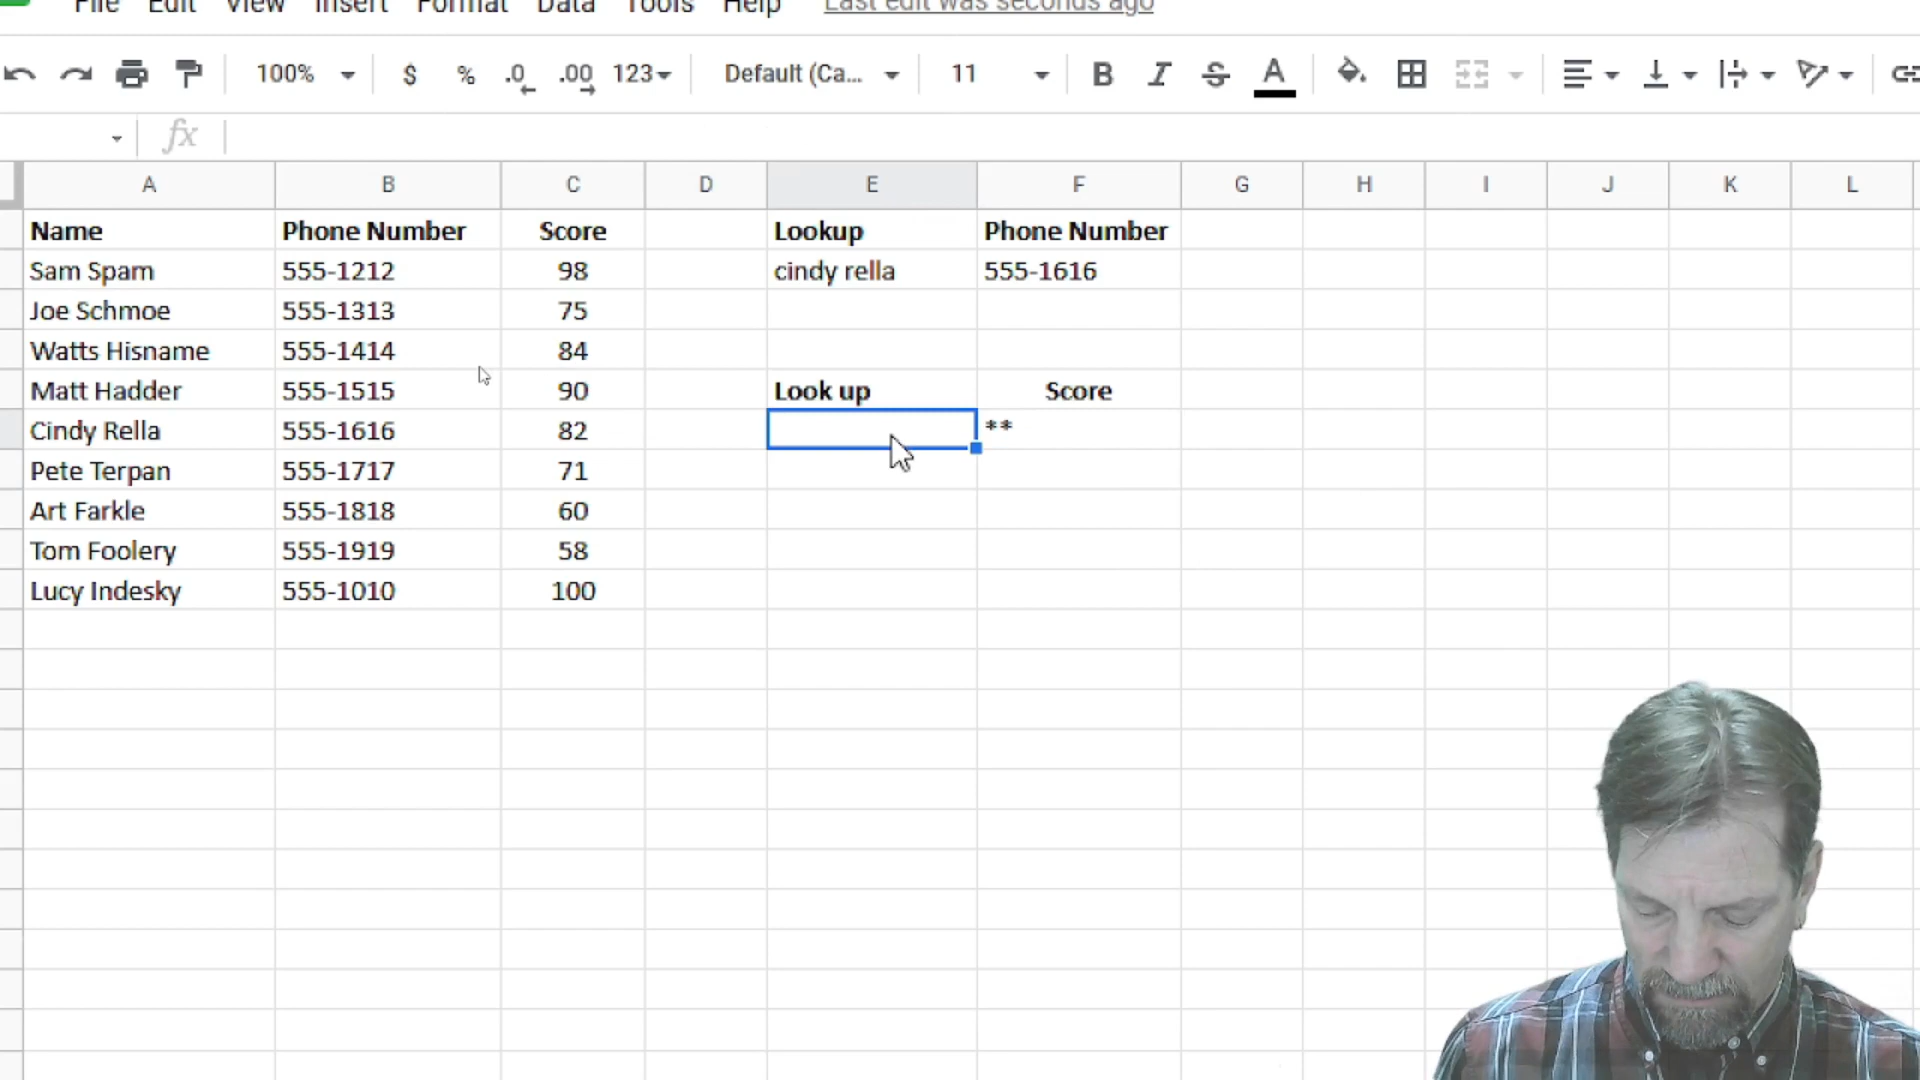 File Edit View Insert Format Data Tools Help Last edit was seconds ago
100% $ % .0 .00 123 Default (Ca... 11 B I S A
fx
A B C D E F G H I J K L
Name Phone Number Score Lookup Phone Number
Sam Spam 555-1212 98 cindy rella 555-1616
Joe Schmoe 555-1313 75
Watts Hisname 555-1414 84
Matt Hadder 555-1515 90 Look up Score
Cindy Rella 555-1616 82 **
Pete Terpan 555-1717 71
Art Farkle 555-1818 60
Tom Foolery 555-1919 58
Lucy Indesky 555-1010 100